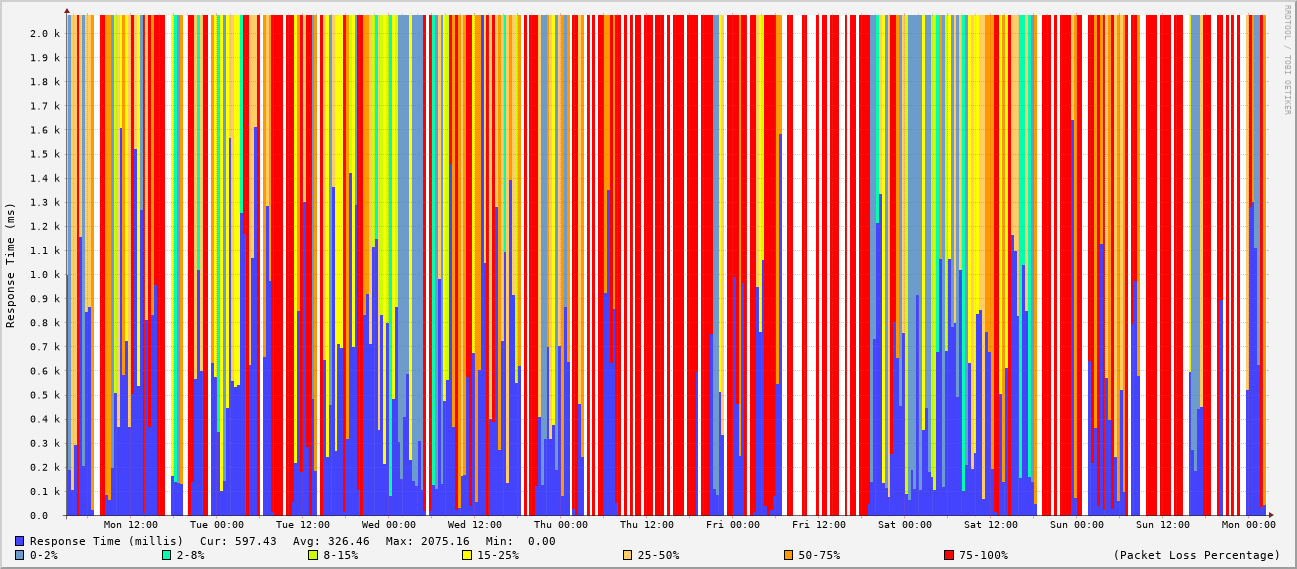 RRDTOOL / TOBI OETIKER
Response Time (ms)
2.0 k
1.9 k
1.8 k
1.7 k
1.6 k
1.5 k
1.4 k
1.3 k
1.2 k
1.1 k
1.0 k
0.9 k
0.8 k
0.7 k
0.6 k
0.5 k
0.4 k
0.3 k
0.2 k
0.1 k
0.0
Mon 12:00 Tue 00:00 Tue 12:00 Wed 00:00 Wed 12:00 Thu 00:00 Thu 12:00 Fri 00:00 Fri 12:00 Sat 00:00 Sat 12:00 Sun 00:00 Sun 12:00 Mon 00:00
Response Time (millis) Cur: 597.43 Avg: 326.46 Max: 2075.16 Min: 0.00
0-2% 2-8% 8-15% 15-25% 25-50% 50-75% 75-100% (Packet Loss Percentage)